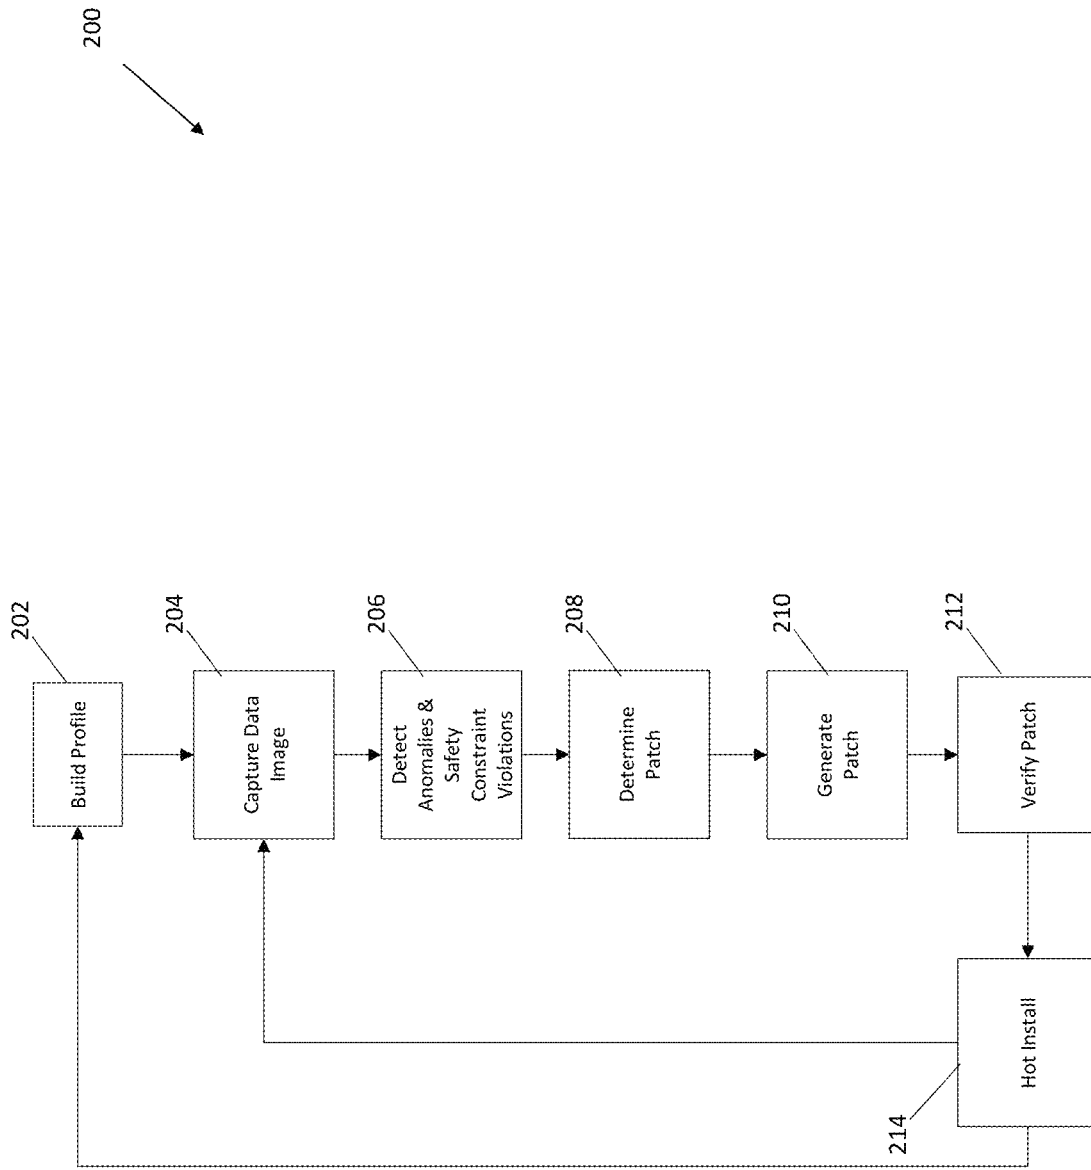 200
202
Build Profile
204
Capture Data
Image
206
Detect
Anomalies &
Safety
Constraint
Violations
208
Determine
Patch
210
Generate
Patch
212
Verify Patch
214
Hot Install